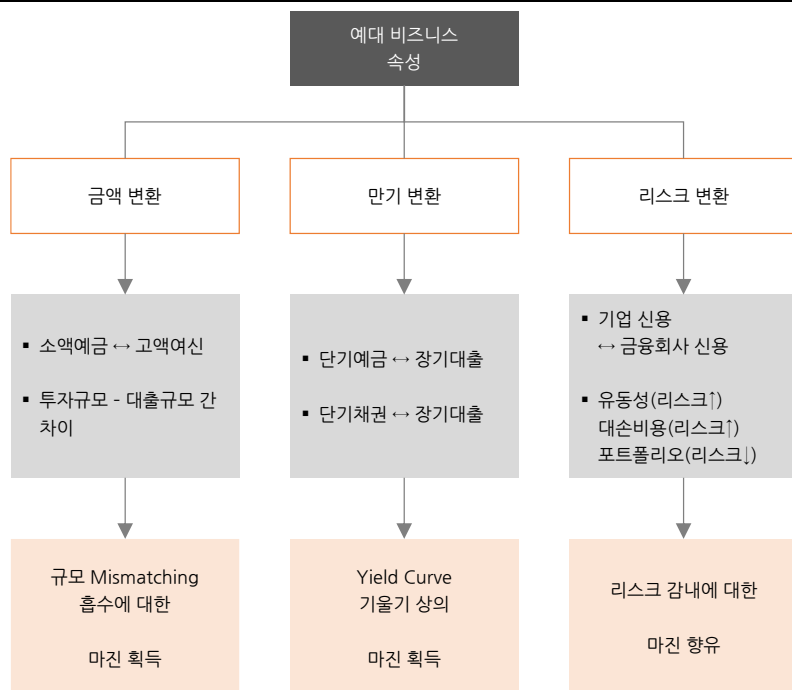 예대 비즈니스
속성
금액 변환
만기 변환
리스크 변환
▪ 소액예금 ↔ 고액여신
▪ 투자규모 - 대출규모 간
차이
▪ 단기예금 ↔ 장기대출
▪ 단기채권 ↔ 장기대출
▪ 기업 신용
↔ 금융회사 신용
▪ 유동성(리스크↑)
대손비용(리스크↑)
포트폴리오(리스크↓)
규모 Mismatching
흡수에 대한
마진 획득
Yield Curve
기울기 상의
마진 획득
리스크 감내에 대한
마진 향유